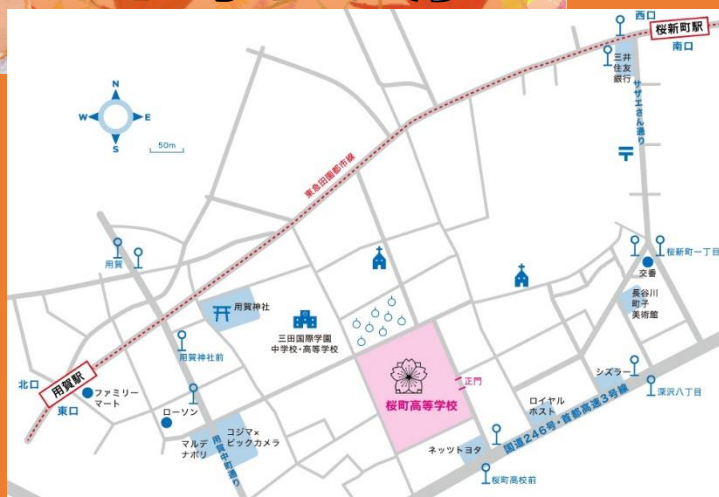 西口
桜新町駅
南口
三井
住友
銀行
サザエさん通り
N
W
E
S
50m
東急田園都市線
用賀
桜新町一丁目
交番
長谷川
町子
美術館
用賀神社
三田国際学園
中学校・高等学校
用賀神社前
正門
桜町高等学校
シズラー
深沢八丁目
北口
用賀駅
東口
ファミリー
マート
ローソン
マルデ
ナポリ
コジマ×
ビックカメラ
用賀中町通り
ロイヤル
ホスト
国道246号・首都高速3号線
ネッツトヨタ
桜町高校前